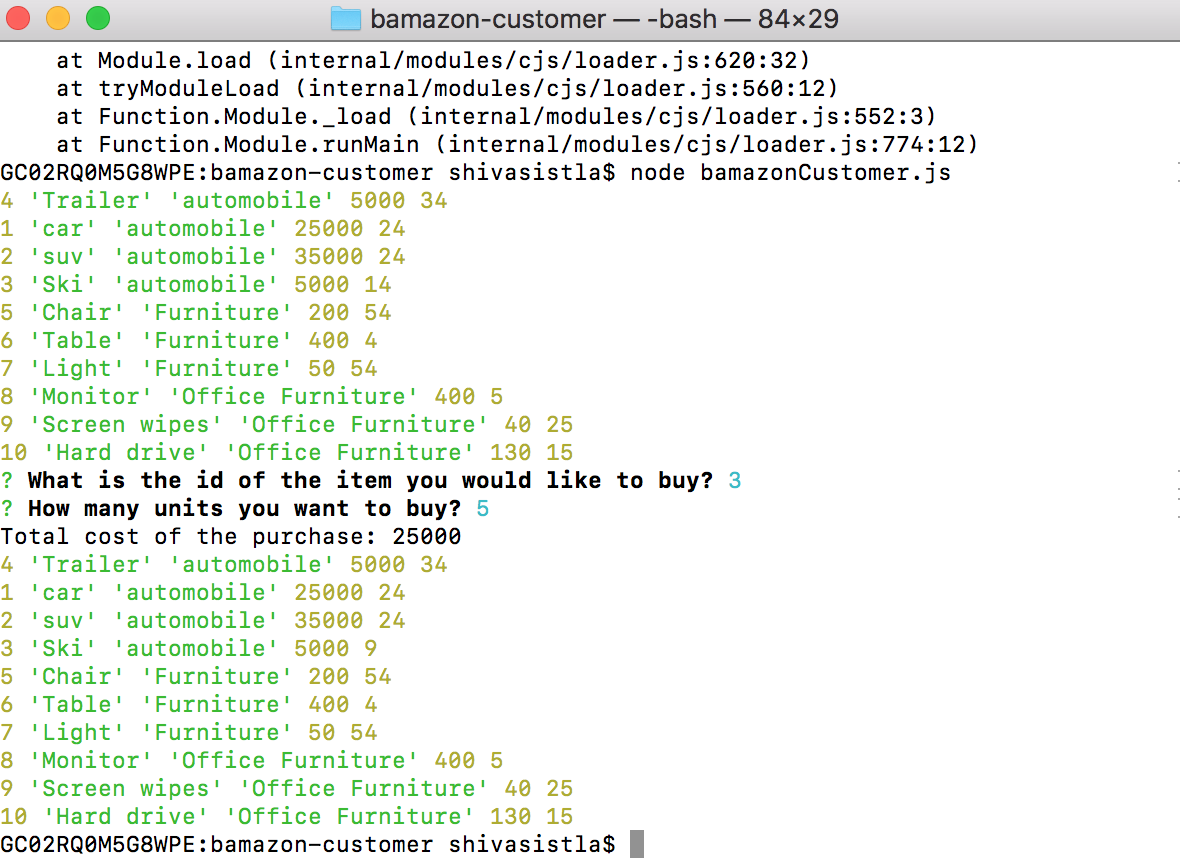 bamazon-customer — -bash — 84×29
    at Module.load (internal/modules/cjs/loader.js:620:32)
    at tryModuleLoad (internal/modules/cjs/loader.js:560:12)
    at Function.Module._load (internal/modules/cjs/loader.js:552:3)
    at Function.Module.runMain (internal/modules/cjs/loader.js:774:12)
GC02RQ0M5G8WPE:bamazon-customer shivasistla$ node bamazonCustomer.js
4 'Trailer' 'automobile' 5000 34
1 'car' 'automobile' 25000 24
2 'suv' 'automobile' 35000 24
3 'Ski' 'automobile' 5000 14
5 'Chair' 'Furniture' 200 54
6 'Table' 'Furniture' 400 4
7 'Light' 'Furniture' 50 54
8 'Monitor' 'Office Furniture' 400 5
9 'Screen wipes' 'Office Furniture' 40 25
10 'Hard drive' 'Office Furniture' 130 15
? What is the id of the item you would like to buy? 3
? How many units you want to buy? 5
Total cost of the purchase: 25000
4 'Trailer' 'automobile' 5000 34
1 'car' 'automobile' 25000 24
2 'suv' 'automobile' 35000 24
3 'Ski' 'automobile' 5000 9
5 'Chair' 'Furniture' 200 54
6 'Table' 'Furniture' 400 4
7 'Light' 'Furniture' 50 54
8 'Monitor' 'Office Furniture' 400 5
9 'Screen wipes' 'Office Furniture' 40 25
10 'Hard drive' 'Office Furniture' 130 15
GC02RQ0M5G8WPE:bamazon-customer shivasistla$